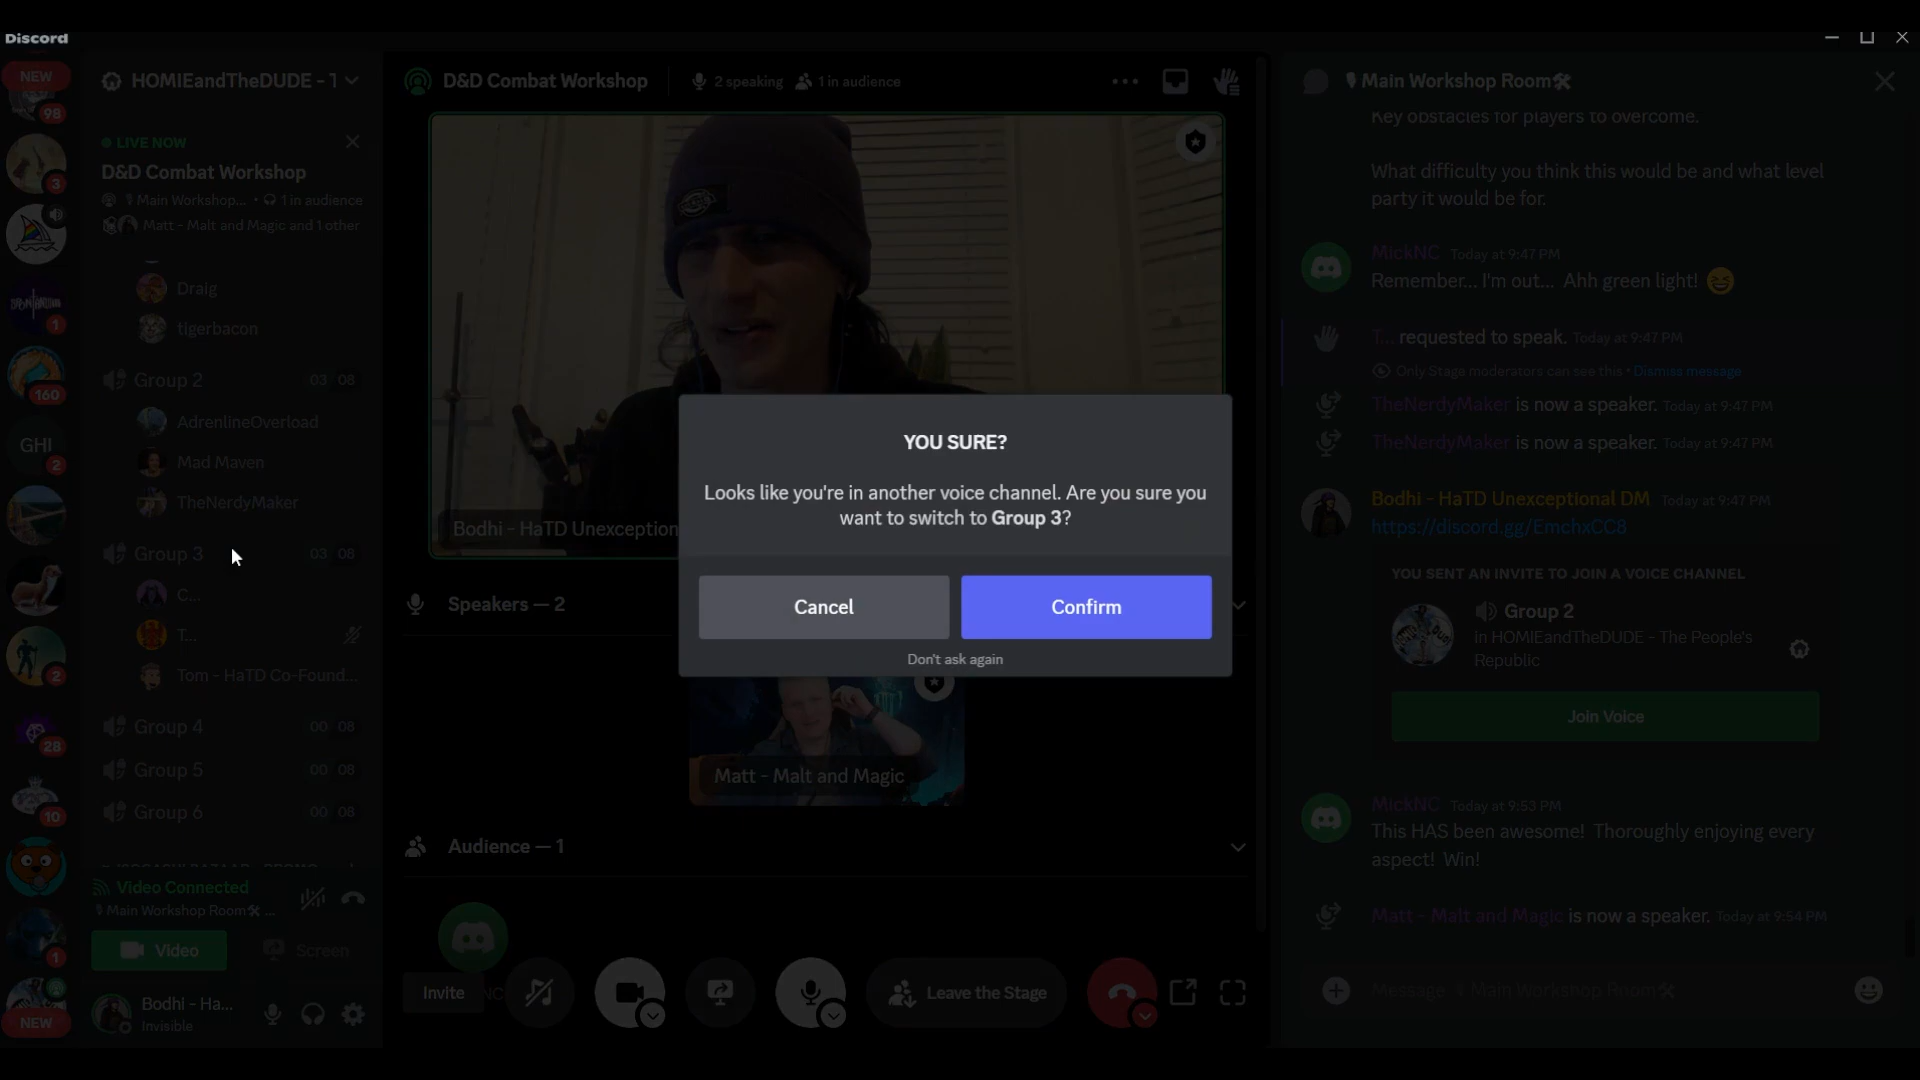 Discord
NEW
98
3
1
160
GHI
2
2
28
10
1
NEW
HOMIEandTheDUDE - 1
LIVE NOW
D&D Combat Workshop
Main Workshop... • 1 in audience
Matt - Malt and Magic and 1 other
Draig
tigerbacon
Group 2 03 08
AdrenlineOverload
Mad Maven
TheNerdyMaker
Group 3 03 08
C...
T...
Tom - HaTD Co-Found...
Group 4 00 08
Group 5 00 08
Group 6 00 08
Video Connected
Main Workshop Room ...
Video Screen
Bodhi - Ha...
Invisible
D&D Combat Workshop 2 speaking 1 in audience
Bodhi - HaTD Unexception
Speakers — 2
Matt - Malt and Magic
Audience — 1
Invite
NC
Leave the Stage
YOU SURE?
Looks like you're in another voice channel. Are you sure you
want to switch to Group 3?
Cancel Confirm
Don't ask again
Main Workshop Room
Key obstacles for players to overcome.
What difficulty you think this would be and what level
party it would be for.
MickNC Today at 9:47 PM
Remember... I'm out... Ahh green light!
T... requested to speak. Today at 9:47 PM
Only Stage moderators can see this • Dismiss message
TheNerdyMaker is now a speaker. Today at 9:47 PM
TheNerdyMaker is now a speaker. Today at 9:47 PM
Bodhi - HaTD Unexceptional DM Today at 9:47 PM
https://discord.gg/EmchxCC8
YOU SENT AN INVITE TO JOIN A VOICE CHANNEL
Group 2
in HOMIEandTheDUDE - The People's
Republic
Join Voice
MickNC Today at 9:53 PM
This HAS been awesome! Thoroughly enjoying every
aspect! Win!
Matt - Malt and Magic is now a speaker. Today at 9:54 PM
Message Main Workshop Room